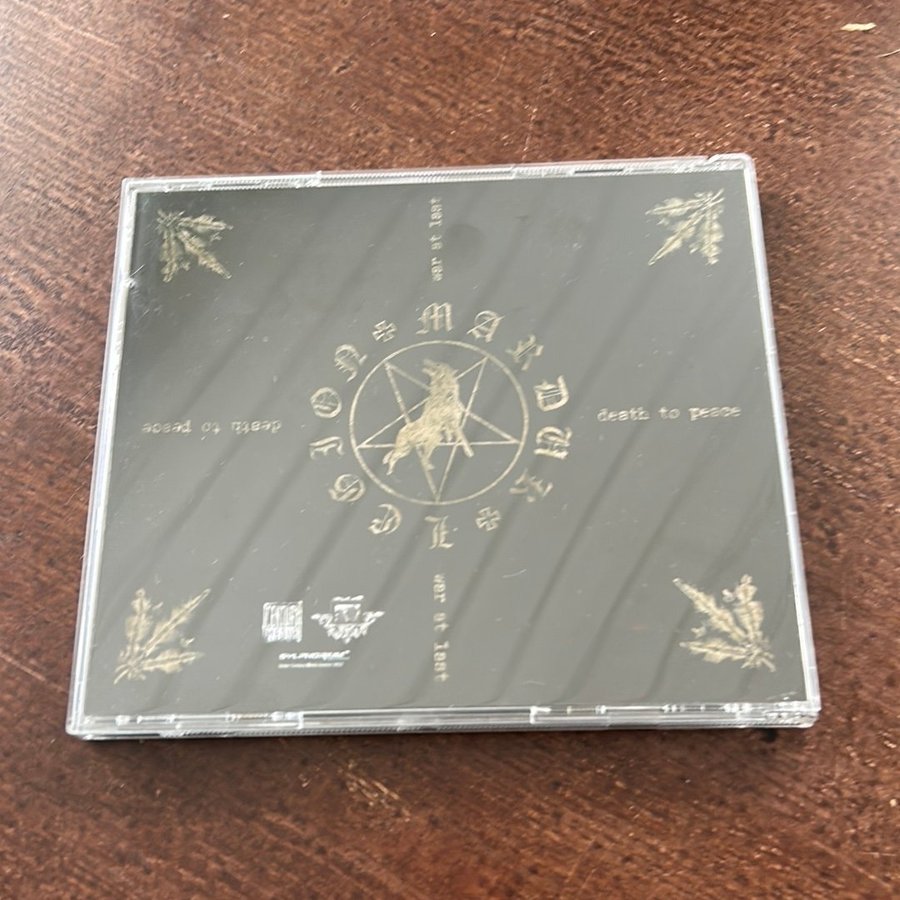 war at last
MARDUK ✠ LEGION ✠
death to peace
death to peace
war at last